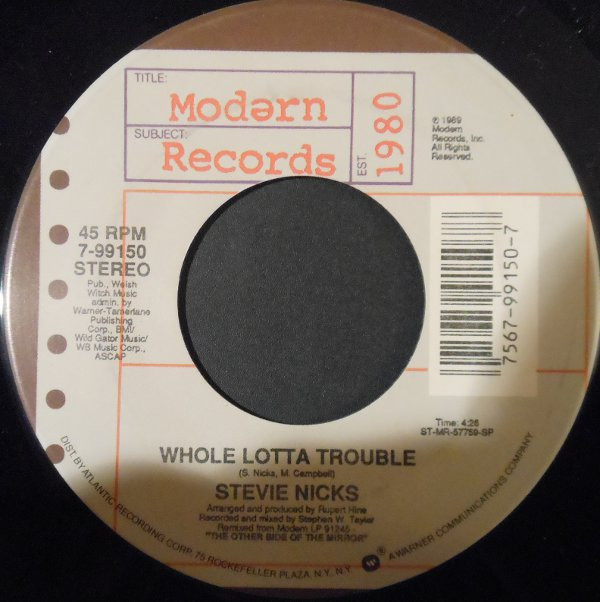 TITLE:
Modərn
SUBJECT:
Records
EST.
1980
℗ 1989
Modern
Records, Inc.
All Rights
Reserved.
45 RPM
7-99150
STEREO
Pub., Welsh
Witch Music
admin. by
Warner-Tamerlane
Publishing
Corp., BMI/
Wild Gator Music/
WB Music Corp.,
ASCAP
7567-99150-7
Time: 4:26
ST-MR-57759-SP
WHOLE LOTTA TROUBLE
(S. Nicks, M. Campbell)
STEVIE NICKS
Arranged and produced by Rupert Hine
Recorded and mixed by Stephen W. Tayler
Remixed from Modern LP 91245 -
"THE OTHER SIDE OF THE MIRROR"
DIST. BY ATLANTIC RECORDING CORP. 75 ROCKEFELLER PLAZA, N.Y., N.Y. ® A WARNER COMMUNICATIONS COMPANY